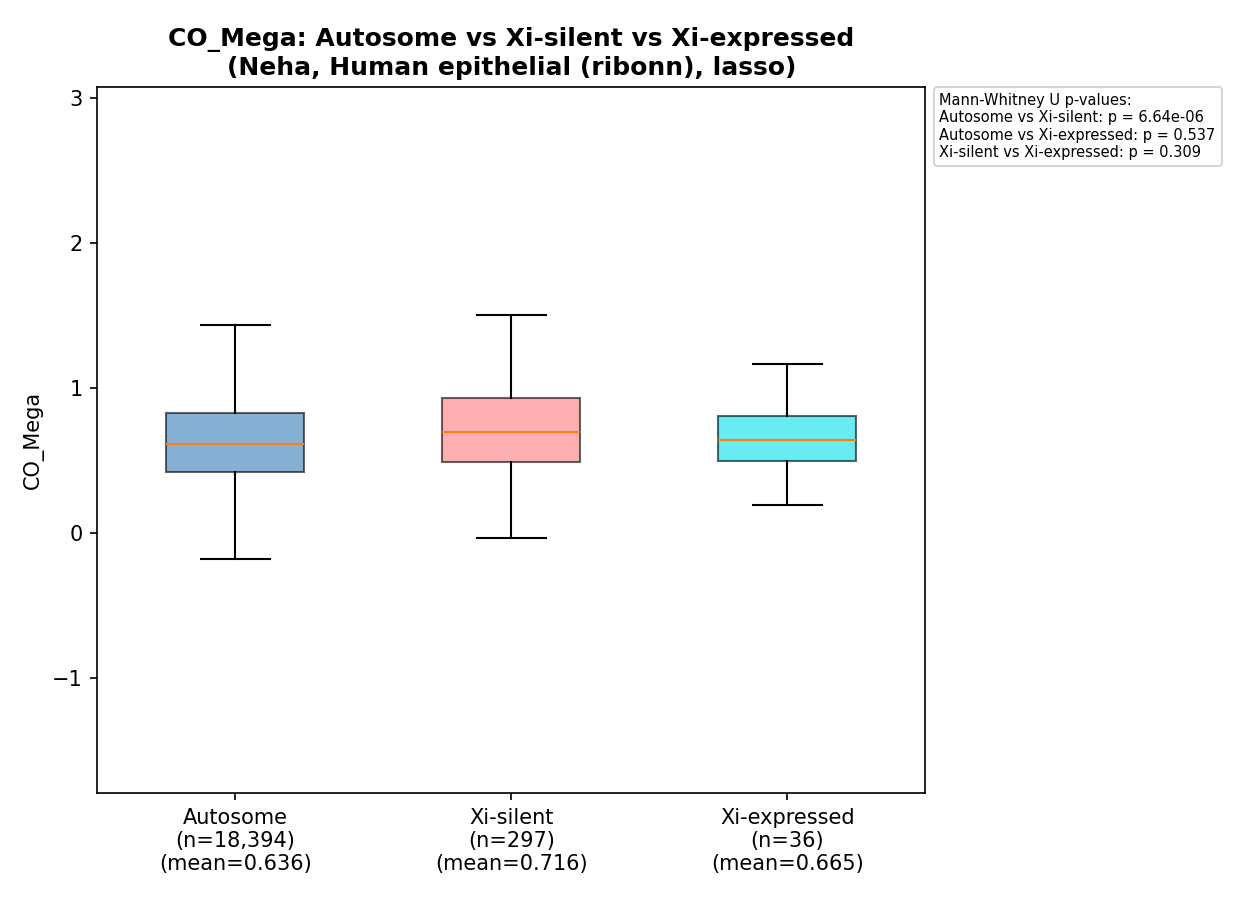 CO_Mega: Autosome vs Xi-silent vs Xi-expressed
(Neha, Human epithelial (ribonn), lasso)
Mann-Whitney U p-values:
Autosome vs Xi-silent: p = 6.64e-06
Autosome vs Xi-expressed: p = 0.537
Xi-silent vs Xi-expressed: p = 0.309
3
2
1
0
−1
CO_Mega
Autosome
(n=18,394)
(mean=0.636)
Xi-silent
(n=297)
(mean=0.716)
Xi-expressed
(n=36)
(mean=0.665)